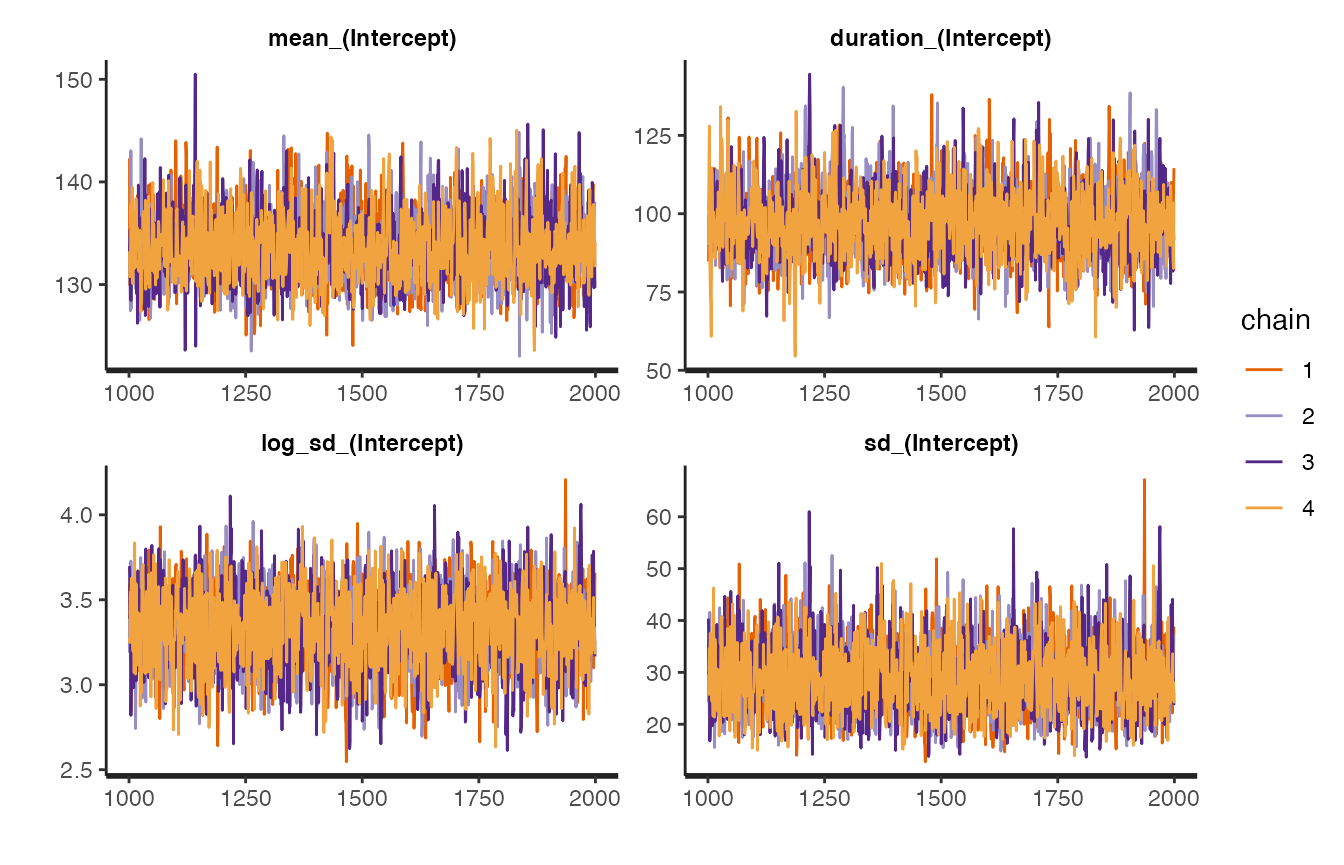 mean_(Intercept)
150
140
130
1000 1250 1500 1750 2000
duration_(Intercept)
125
100
75
50
1000 1250 1500 1750 2000
log_sd_(Intercept)
4.0
3.5
3.0
2.5
1000 1250 1500 1750 2000
sd_(Intercept)
60
50
40
30
20
1000 1250 1500 1750 2000
chain
1
2
3
4